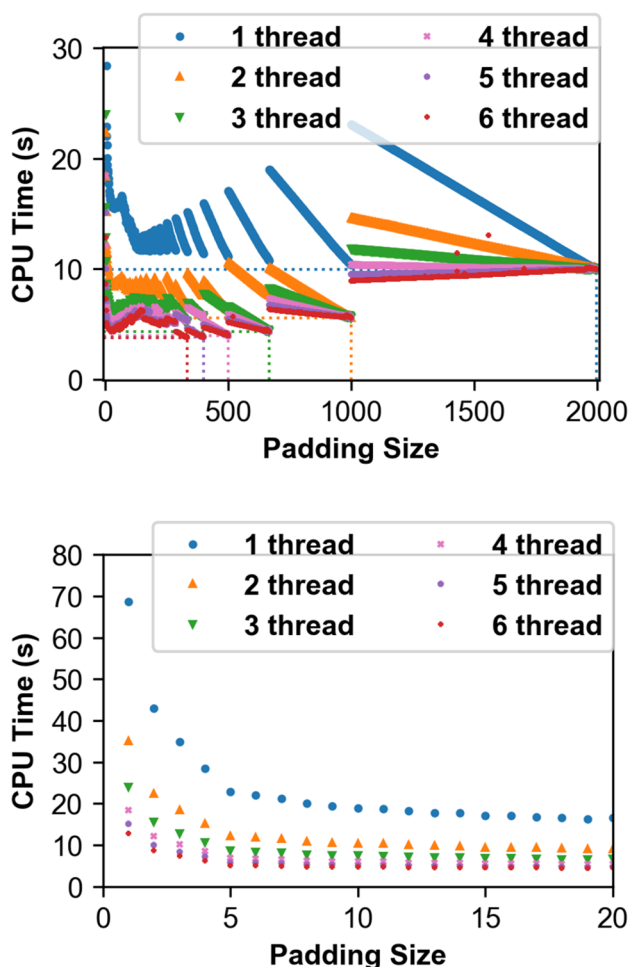 1 thread 4 thread
2 thread 5 thread
3 thread 6 thread
30
20
10
0
CPU Time (s)
0 500 1000 1500 2000
Padding Size
1 thread 4 thread
2 thread 5 thread
3 thread 6 thread
80
70
60
50
40
30
20
10
0
CPU Time (s)
0 5 10 15 20
Padding Size